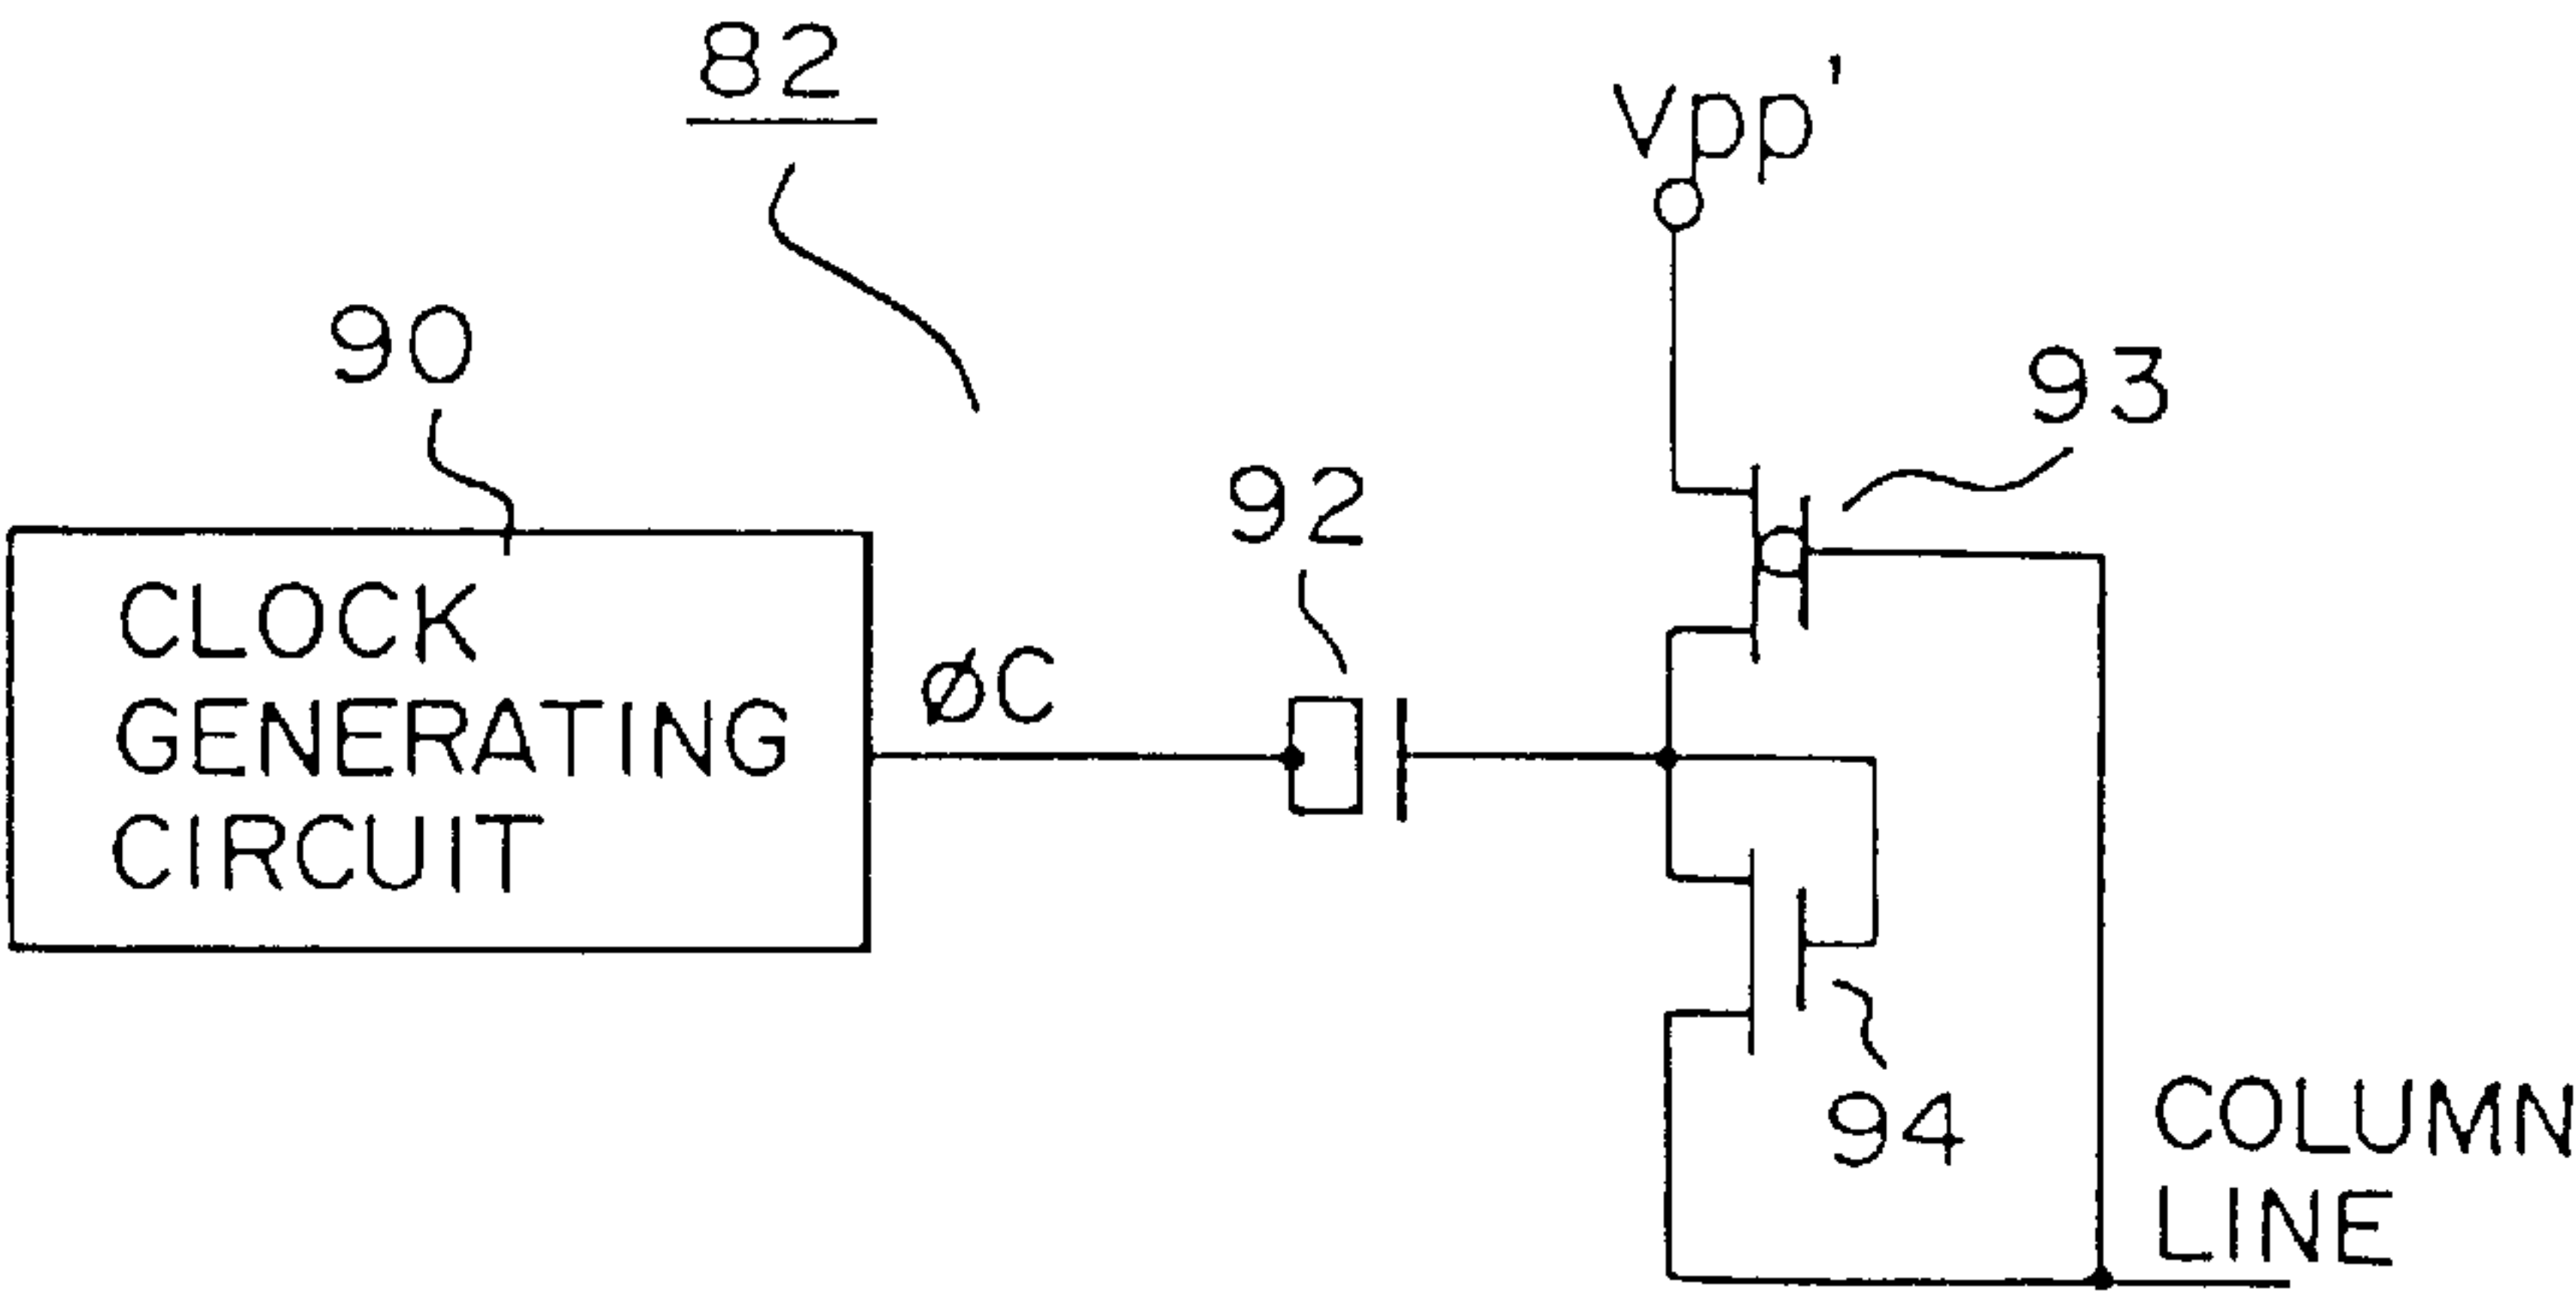 82
Vpp'
90
93
92
CLOCK
GENERATING
CIRCUIT
øC
94
COLUMN
LINE